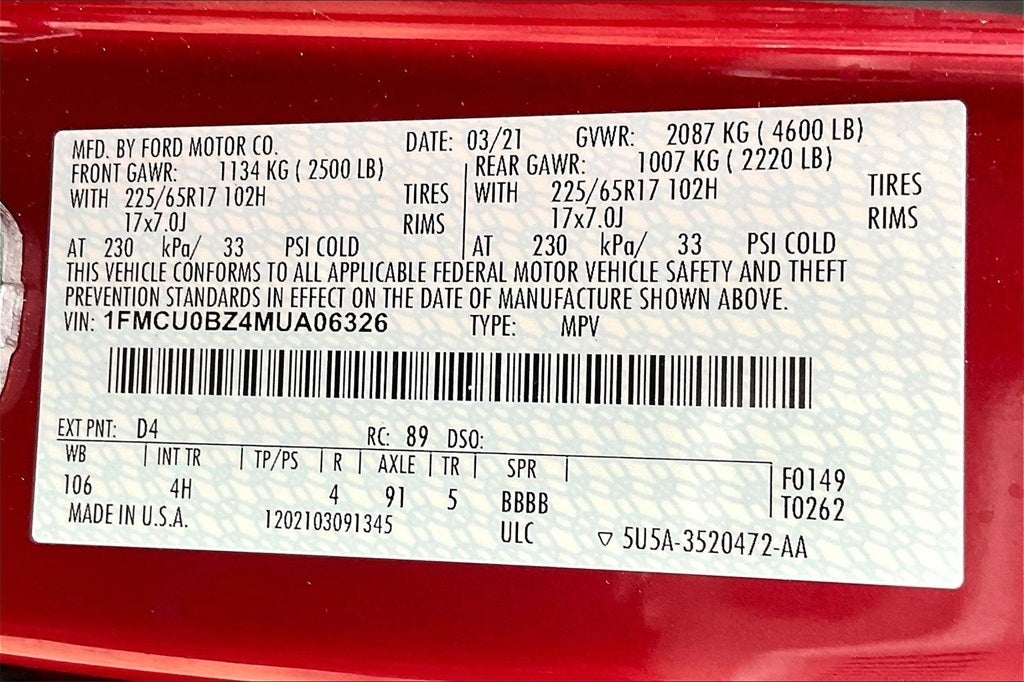 MFD. BY FORD MOTOR CO. DATE: 03/21 GVWR: 2087 KG ( 4600 LB)
FRONT GAWR: 1134 KG ( 2500 LB) REAR GAWR: 1007 KG ( 2220 LB)
WITH 225/65R17 102H TIRES WITH 225/65R17 102H TIRES
17x7.0J RIMS 17x7.0J RIMS
AT 230 kPa/ 33 PSI COLD AT 230 kPa/ 33 PSI COLD
THIS VEHICLE CONFORMS TO ALL APPLICABLE FEDERAL MOTOR VEHICLE SAFETY AND THEFT
PREVENTION STANDARDS IN EFFECT ON THE DATE OF MANUFACTURE SHOWN ABOVE.
VIN: 1FMCU0BZ4MUA06326 TYPE: MPV
EXT PNT: D4 RC: 89 DSO:
WB | INT TR | TP/PS | R | AXLE | TR | SPR | F0149
106 4H 4 91 5 BBBB T0262
MADE IN U.S.A. 1202103091345 ULC ▽ 5U5A-3520472-AA